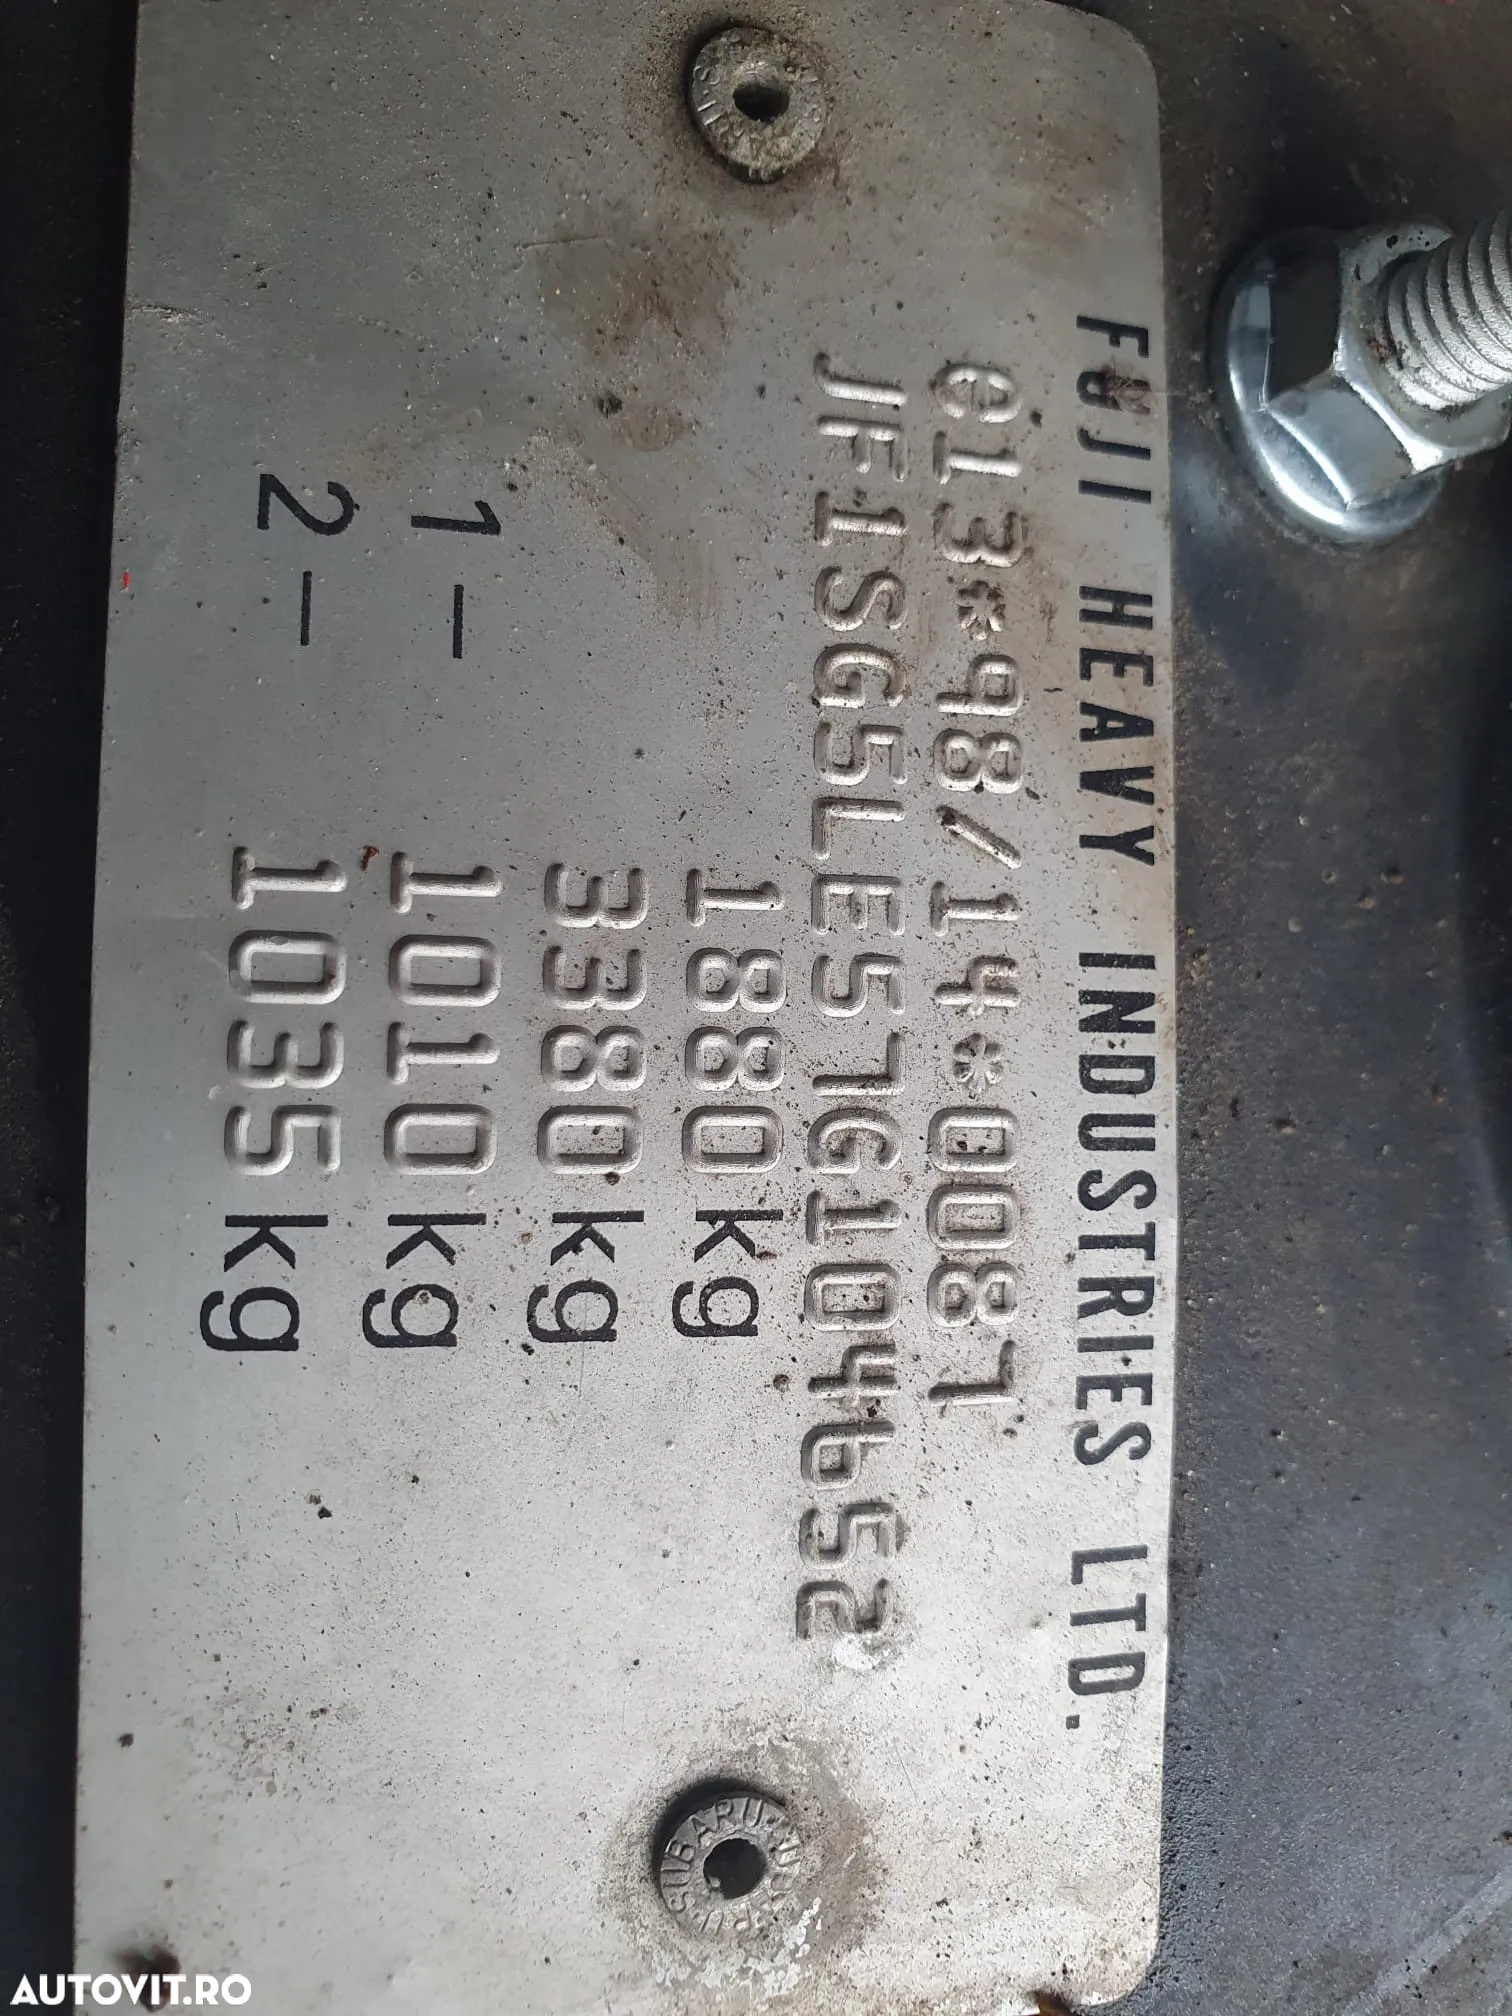 FUJI HEAVY INDUSTRIES LTD.
e13*98/14*0087
JF1SG5LE57G104652
1880 kg
3380 kg
1- 1010 kg
2- 1035 kg
SUBARU
AUTOVIT.RO